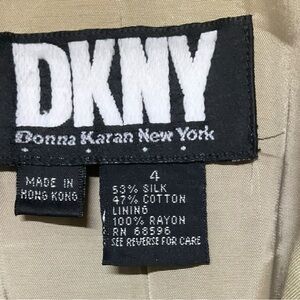 DKNY
Donna Karan New York
MADE IN
HONG KONG
4
53% SILK
47% COTTON
LINING
100% RAYON
RN 68596
SEE REVERSE FOR CARE